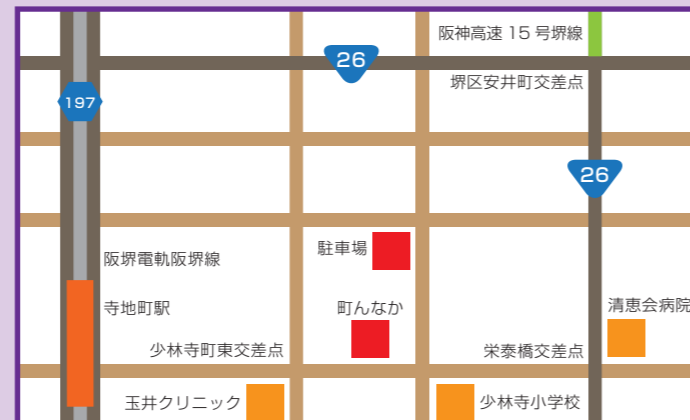 阪神高速 15 号堺線
26
堺区安井町交差点
197
26
駐車場
阪堺電軌阪堺線
寺地町駅
町んなか
清恵会病院
少林寺町東交差点
栄泰橋交差点
玉井クリニック
少林寺小学校